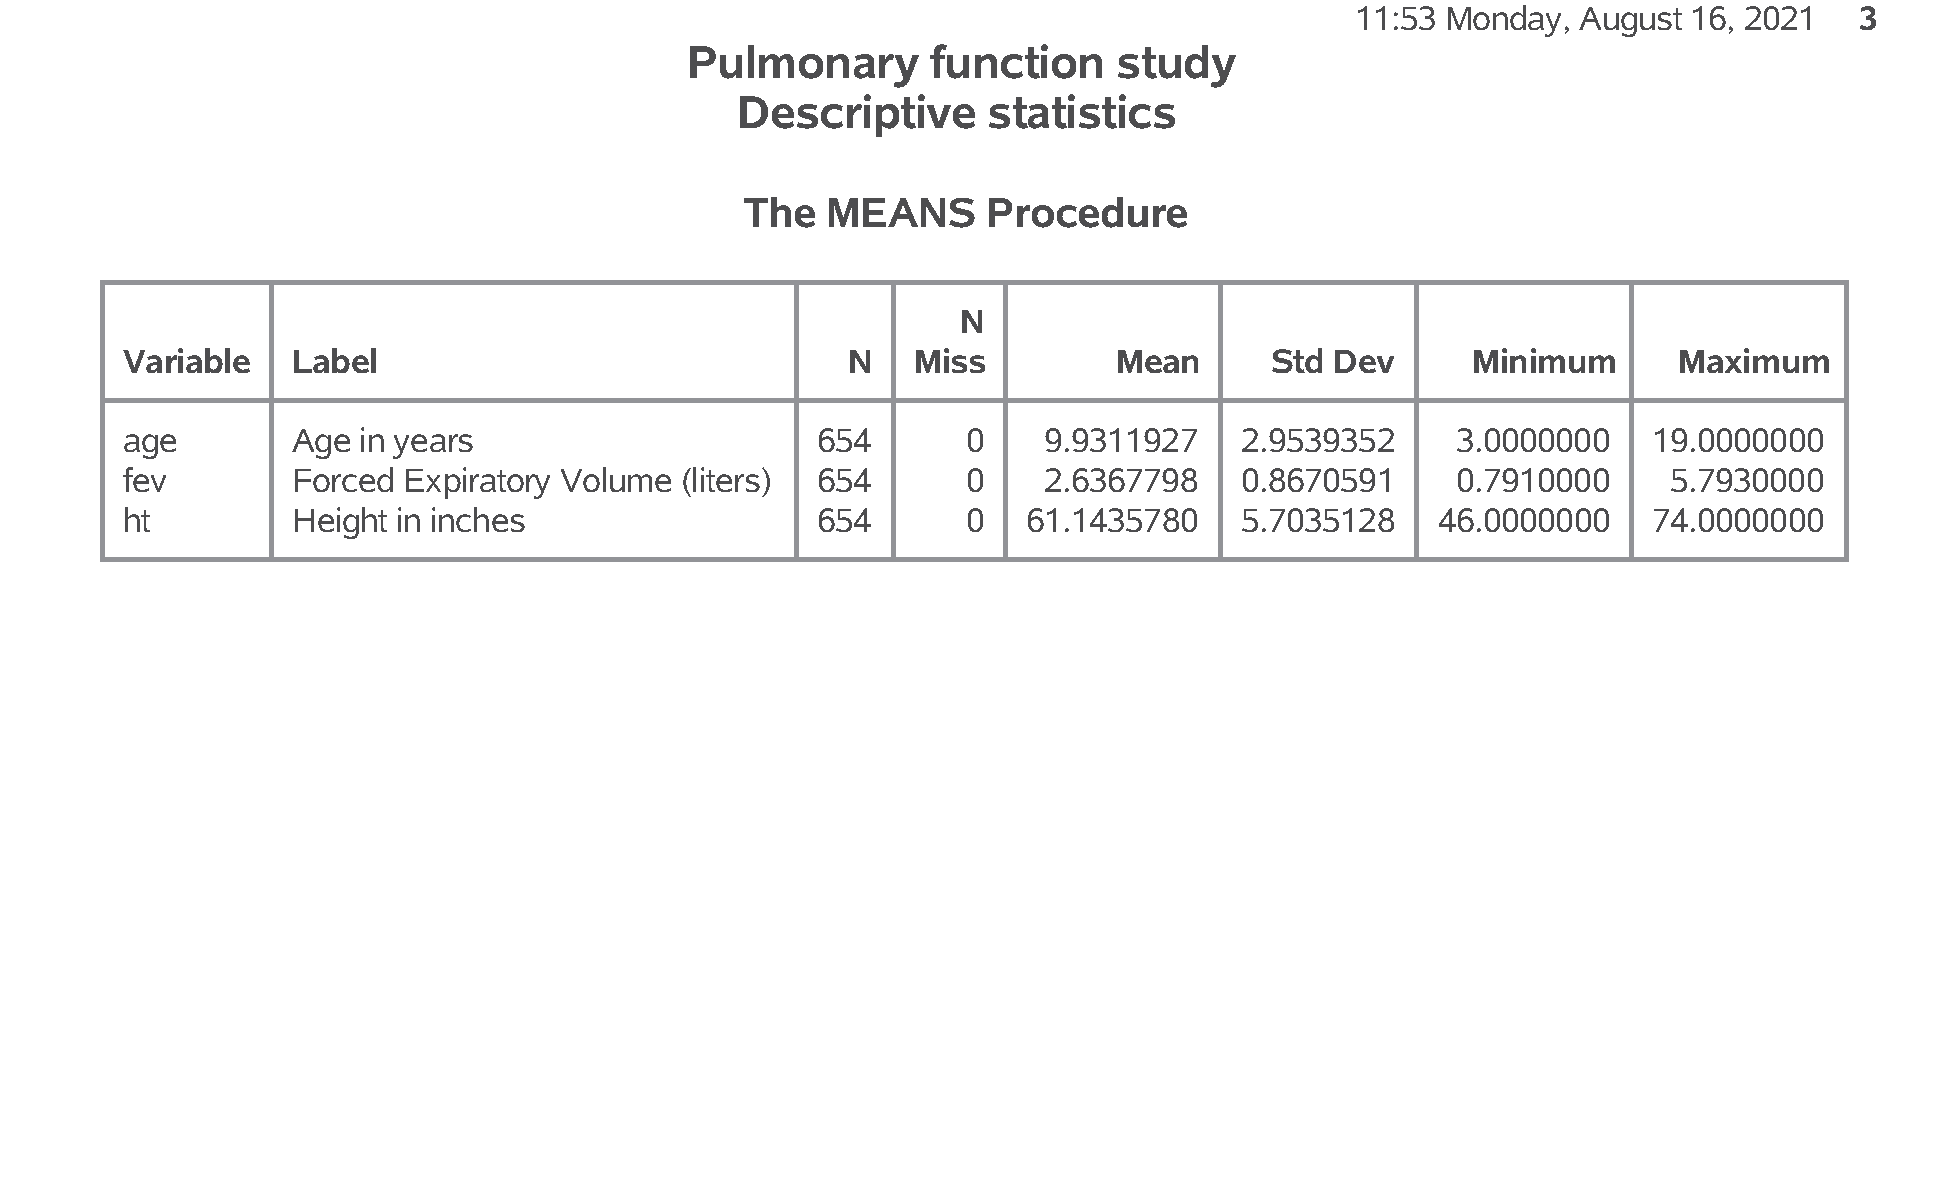 11:53 Monday, August 16, 2021 3
Pulmonary function study
Descriptive statistics
The MEANS Procedure
Variable Label N N Miss Mean Std Dev Minimum Maximum
age Age in years 654 0 9.9311927 2.9539352 3.0000000 19.0000000
fev Forced Expiratory Volume (liters) 654 0 2.6367798 0.8670591 0.7910000 5.7930000
ht Height in inches 654 0 61.1435780 5.7035128 46.0000000 74.0000000